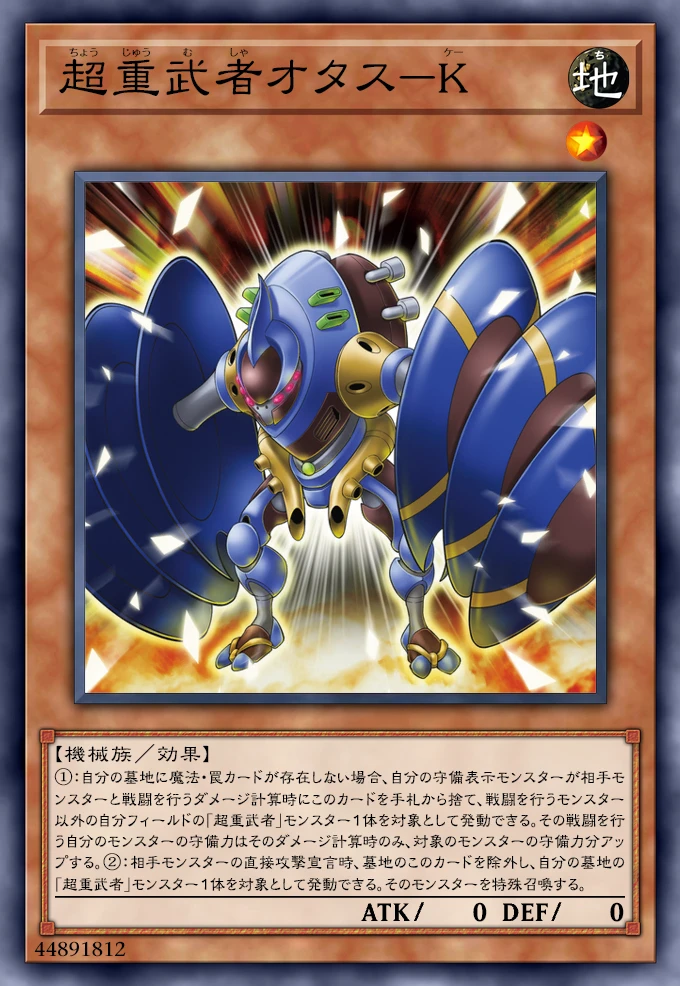 ちょう じゅう む しゃ ケー
超重武者オタスーK
ち
地
【機械族／効果】
①：自分の墓地に魔法・罠カードが存在しない場合、自分の守備表示モンスターが相手モ
ンスターと戦闘を行うダメージ計算時にこのカードを手札から捨て、戦闘を行うモンスター
以外の自分フィールドの「超重武者」モンスター1体を対象として発動できる。その戦闘を行
う自分のモンスターの守備力はそのダメージ計算時のみ、対象のモンスターの守備力分アッ
プする。②：相手モンスターの直接攻撃宣言時、墓地のこのカードを除外し、自分の墓地の
「超重武者」モンスター1体を対象として発動できる。そのモンスターを特殊召喚する。
ATK/ 0 DEF/ 0
44891812